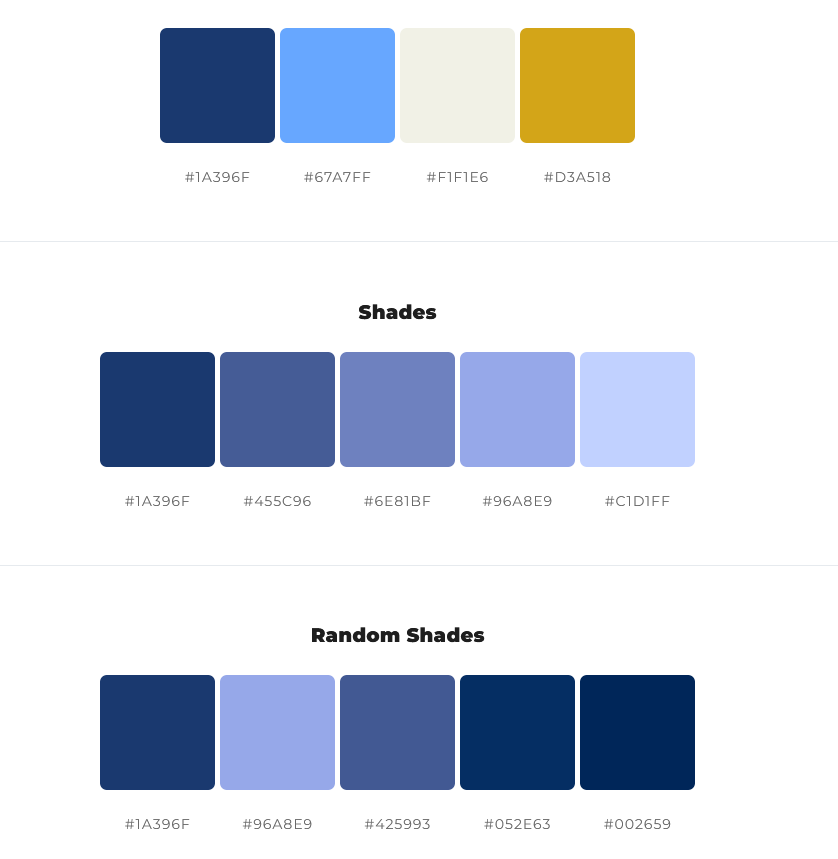 #1A396F #67A7FF #F1F1E6 #D3A518
Shades
#1A396F #455C96 #6E81BF #96A8E9 #C1D1FF
Random Shades
#1A396F #96A8E9 #425993 #052E63 #002659